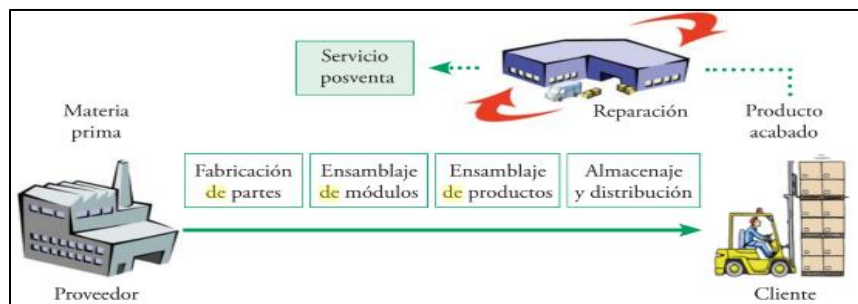 Servicio
posventa
Reparación
Materia
prima
Producto
acabado
Fabricación
de partes
Ensamblaje
de módulos
Ensamblaje
de productos
Almacenaje
y distribución
Proveedor
Cliente